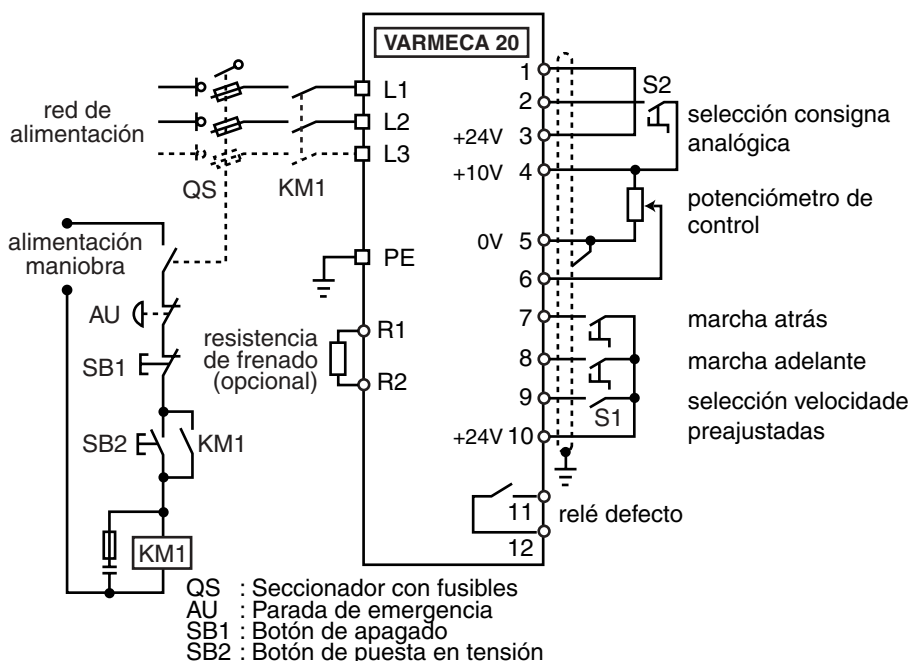 VARMECA 20
red de
alimentación
L1
L2
L3
QS
KM1
alimentación
maniobra
PE
AU
SB1
resistencia
de frenado
(opcional)
R1
R2
SB2
KM1
KM1
1
2
+24V 3
+10V 4
0V 5
6
7
8
9
+24V 10
11
12
S2
selección consigna
analógica
potenciómetro de
control
marcha atrás
marcha adelante
S1
selección velocidade
preajustadas
relé defecto
QS : Seccionador con fusibles
AU : Parada de emergencia
SB1 : Botón de apagado
SB2 : Botón de puesta en tensión